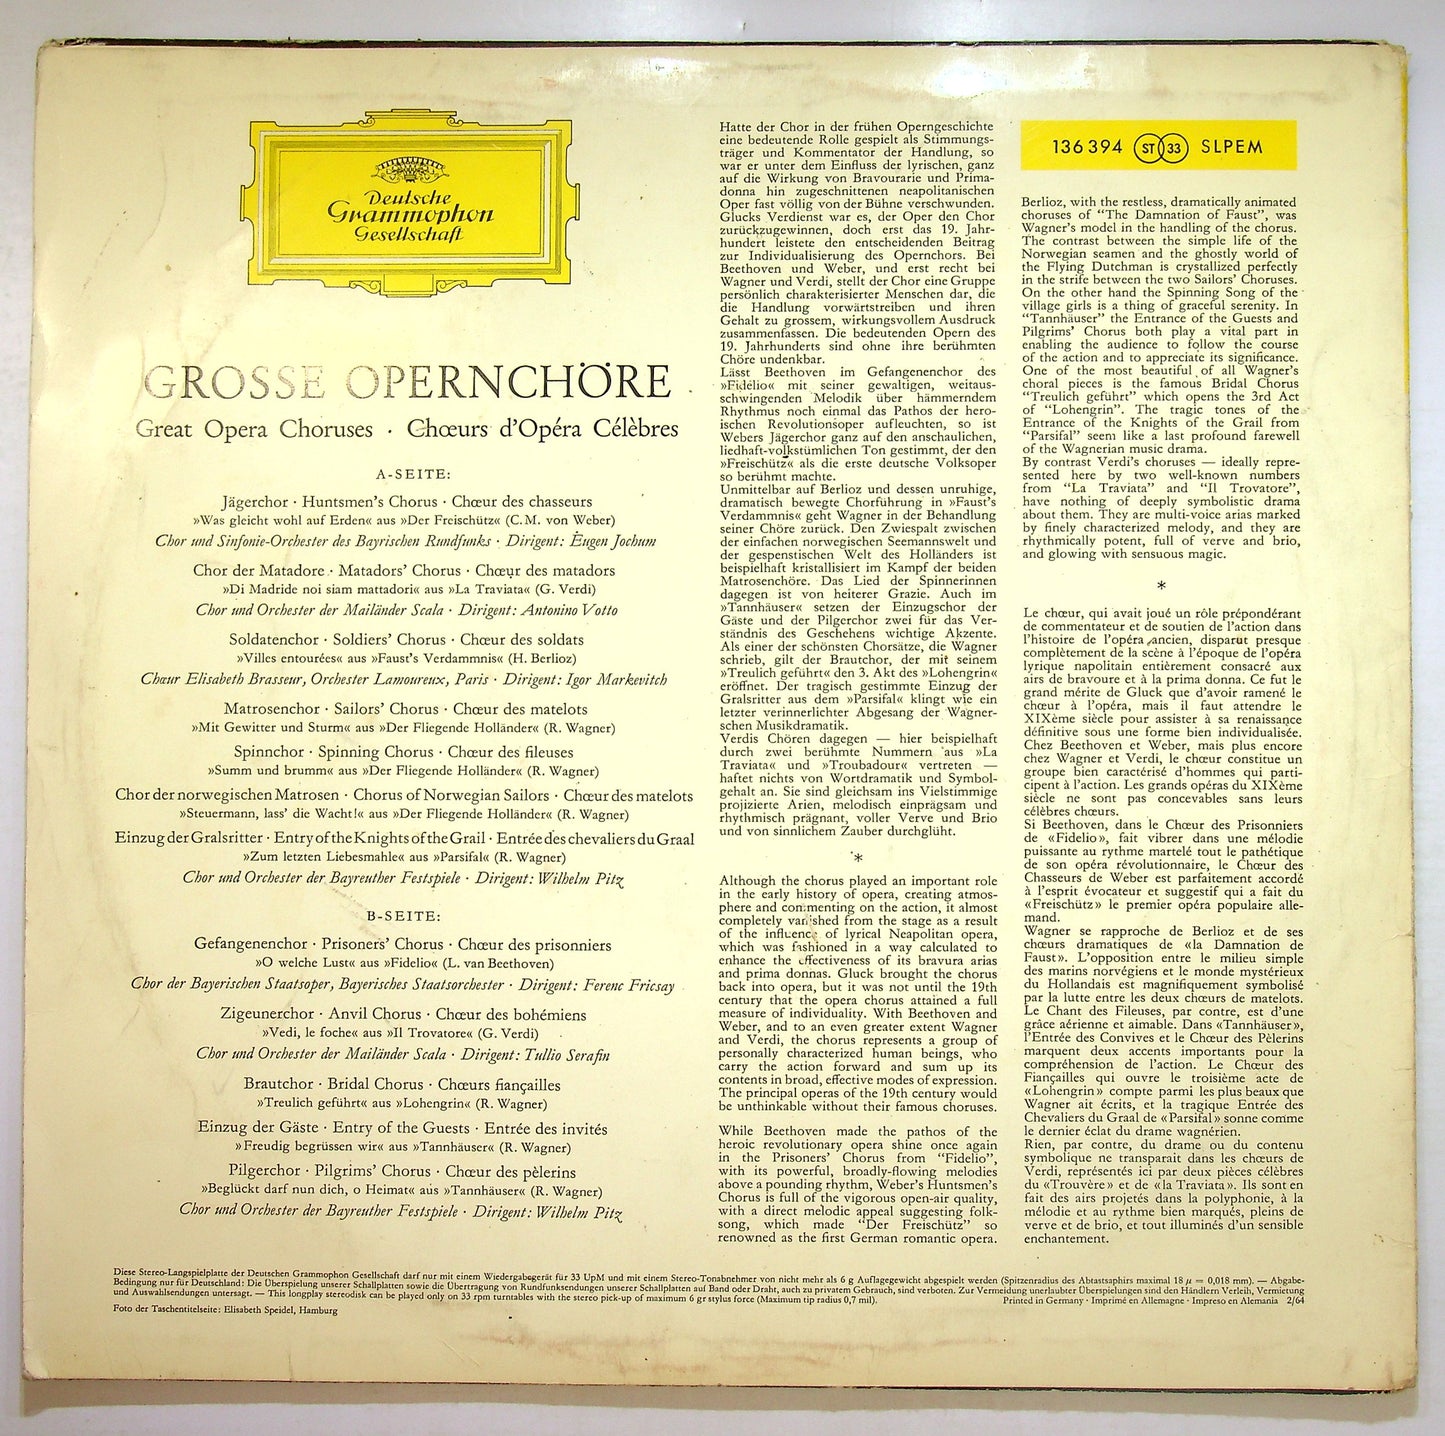 Deutsche
Grammophon
Gesellschaft
GROSSE OPERNCHÖRE
Great Opera Choruses · Chœurs d'Opéra Célèbres
A-SEITE:
Jägerchor · Huntsmen's Chorus · Chœur des chasseurs
»Was gleicht wohl auf Erden« aus »Der Freischütz« (C. M. von Weber)
Chor und Sinfonie-Orchester des Bayrischen Rundfunks · Dirigent: Eugen Jochum
Chor der Matadore · Matadors' Chorus · Chœur des matadors
»Di Madride noi siam mattadori« aus »La Traviata« (G. Verdi)
Chor und Orchester der Mailänder Scala · Dirigent: Antonino Votto
Soldatenchor · Soldiers' Chorus · Chœur des soldats
»Villes entourées« aus »Faust's Verdammnis« (H. Berlioz)
Chœur Elisabeth Brasseur, Orchester Lamoureux, Paris · Dirigent: Igor Markevitch
Matrosenchor · Sailors' Chorus · Chœur des matelots
»Mit Gewitter und Sturm« aus »Der Fliegende Holländer« (R. Wagner)
Spinnchor · Spinning Chorus · Chœur des fileuses
»Summ und brumm« aus »Der Fliegende Holländer« (R. Wagner)
Chor der norwegischen Matrosen · Chorus of Norwegian Sailors · Chœur des matelots
»Steuermann, lass' die Wacht!« aus »Der Fliegende Holländer« (R. Wagner)
Einzug der Gralsritter · Entry of the Knights of the Grail · Entrée des chevaliers du Graal
»Zum letzten Liebesmahle« aus »Parsifal« (R. Wagner)
Chor und Orchester der Bayreuther Festspiele · Dirigent: Wilhelm Pitz
B-SEITE:
Gefangenenchor · Prisoners' Chorus · Chœur des prisonniers
»O welche Lust« aus »Fidelio« (L. van Beethoven)
Chor der Bayerischen Staatsoper, Bayerisches Staatsorchester · Dirigent: Ferenc Fricsay
Zigeunerchor · Anvil Chorus · Chœur des bohémiens
»Vedi, le foche« aus »Il Trovatore« (G. Verdi)
Chor und Orchester der Mailänder Scala · Dirigent: Tullio Serafin
Brautchor · Bridal Chorus · Chœurs fiançailles
»Treulich geführt« aus »Lohengrin« (R. Wagner)
Einzug der Gäste · Entry of the Guests · Entrée des invités
»Freudig begrüssen wir« aus »Tannhäuser« (R. Wagner)
Pilgerchor · Pilgrims' Chorus · Chœur des pèlerins
»Beglückt darf nun dich, o Heimat« aus »Tannhäuser« (R. Wagner)
Chor und Orchester der Bayreuther Festspiele · Dirigent: Wilhelm Pitz
Hatte der Chor in der frühen Operngeschichte
eine bedeutende Rolle gespielt als Stimmungs-
träger und Kommentator der Handlung, so
war er unter dem Einfluss der lyrischen, ganz
auf die Wirkung von Bravourarie und Prima-
donna hin zugeschnittenen neapolitanischen
Oper fast völlig von der Bühne verschwunden.
Glucks Verdienst war es, der Oper den Chor
zurückzugewinnen, doch erst das 19. Jahr-
hundert leistete den entscheidenden Beitrag
zur Individualisierung des Opernchors. Bei
Beethoven und Weber, und erst recht bei
Wagner und Verdi, stellt der Chor eine Gruppe
persönlich charakterisierter Menschen dar, die
die Handlung vorwärtstreiben und ihren
Gehalt zu grossem, wirkungsvollem Ausdruck
zusammenfassen. Die bedeutenden Opern des
19. Jahrhunderts sind ohne ihre berühmten
Chöre undenkbar.
Lässt Beethoven im Gefangenenchor des
»Fidelio« mit seiner gewaltigen, weitaus-
schwingenden Melodik über hämmerndem
Rhythmus noch einmal das Pathos der hero-
ischen Revolutionsoper aufleuchten, so ist
Webers Jägerchor ganz auf den anschaulichen,
liedhaft-volkstümlichen Ton gestimmt, der den
»Freischütz« als die erste deutsche Volksoper
so berühmt machte.
Unmittelbar auf Berlioz und dessen unruhige,
dramatisch bewegte Chorführung in »Faust's
Verdammnis« geht Wagner in der Behandlung
seiner Chöre zurück. Den Zwiespalt zwischen
der einfachen norwegischen Seemannswelt und
der gespenstischen Welt des Holländers ist
beispielhaft kristallisiert im Kampf der beiden
Matrosenchöre. Das Lied der Spinnerinnen
dagegen ist von heiterer Grazie. Auch im
»Tannhäuser« setzen der Einzugschor der
Gäste und der Pilgerchor zwei für das Ver-
ständnis des Geschehens wichtige Akzente.
Als einer der schönsten Chorsätze, die Wagner
schrieb, gilt der Brautchor, der mit seinem
»Treulich geführt« den 3. Akt des »Lohengrin«
eröffnet. Der tragisch gestimmte Einzug der
Gralsritter aus dem »Parsifal« klingt wie ein
letzter verinnerlichter Abgesang der Wagner-
schen Musikdramatik.
Verdis Chören dagegen — hier beispielhaft
durch zwei berühmte Nummern aus »La
Traviata« und »Troubadour« vertreten —
haftet nichts von Wortdramatik und Symbol-
gehalt an. Sie sind gleichsam ins Vielstimmige
projizierte Arien, melodisch einprägsam und
rhythmisch prägnant, voller Verve und Brio
und von sinnlichem Zauber durchglüht.
*
Although the chorus played an important role
in the early history of opera, creating atmos-
phere and commenting on the action, it almost
completely vanished from the stage as a result
of the influence of lyrical Neapolitan opera,
which was fashioned in a way calculated to
enhance the effectiveness of its bravura arias
and prima donnas. Gluck brought the chorus
back into opera, but it was not until the 19th
century that the opera chorus attained a full
measure of individuality. With Beethoven and
Weber, and to an even greater extent Wagner
and Verdi, the chorus represents a group of
personally characterized human beings, who
carry the action forward and sum up its
contents in broad, effective modes of expression.
The principal operas of the 19th century would
be unthinkable without their famous choruses.
While Beethoven made the pathos of the
heroic revolutionary opera shine once again
in the Prisoners' Chorus from "Fidelio",
with its powerful, broadly-flowing melodies
above a pounding rhythm, Weber's Huntsmen's
Chorus is full of the vigorous open-air quality,
with a direct melodic appeal suggesting folk-
song, which made "Der Freischütz" so
renowned as the first German romantic opera.
136 394 ST 33 SLPEM
Berlioz, with the restless, dramatically animated
choruses of "The Damnation of Faust", was
Wagner's model in the handling of the chorus.
The contrast between the simple life of the
Norwegian seamen and the ghostly world of
the Flying Dutchman is crystallized perfectly
in the strife between the two Sailors' Choruses.
On the other hand the Spinning Song of the
village girls is a thing of graceful serenity. In
"Tannhäuser" the Entrance of the Guests and
Pilgrims' Chorus both play a vital part in
enabling the audience to follow the course
of the action and to appreciate its significance.
One of the most beautiful of all Wagner's
choral pieces is the famous Bridal Chorus
"Treulich geführt" which opens the 3rd Act
of "Lohengrin". The tragic tones of the
Entrance of the Knights of the Grail from
"Parsifal" seem like a last profound farewell
of the Wagnerian music drama.
By contrast Verdi's choruses — ideally repre-
sented here by two well-known numbers
from "La Traviata" and "Il Trovatore",
have nothing of deeply symbolistic drama
about them. They are multi-voice arias marked
by finely characterized melody, and they are
rhythmically potent, full of verve and brio,
and glowing with sensuous magic.
*
Le chœur, qui avait joué un rôle prépondérant
de commentateur et de soutien de l'action dans
l'histoire de l'opéra ancien, disparut presque
complètement de la scène à l'époque de l'opéra
lyrique napolitain entièrement consacré aux
airs de bravoure et à la prima donna. Ce fut le
grand mérite de Gluck que d'avoir ramené le
chœur à l'opéra, mais il faut attendre le
XIXème siècle pour assister à sa renaissance
définitive sous une forme bien individualisée.
Chez Beethoven et Weber, mais plus encore
chez Wagner et Verdi, le chœur constitue un
groupe bien caractérisé d'hommes qui parti-
cipent à l'action. Les grands opéras du XIXème
siècle ne sont pas concevables sans leurs
célèbres chœurs.
Si Beethoven, dans le Chœur des Prisonniers
de «Fidelio», fait vibrer dans une mélodie
puissante au rythme martelé tout le pathétique
de son opéra révolutionnaire, le Chœur des
Chasseurs de Weber est parfaitement accordé
à l'esprit évocateur et suggestif qui a fait du
«Freischütz» le premier opéra populaire alle-
mand.
Wagner se rapproche de Berlioz et de ses
chœurs dramatiques de «la Damnation de
Faust». L'opposition entre le milieu simple
des marins norvégiens et le monde mystérieux
du Hollandais est magnifiquement symbolisé
par la lutte entre les deux chœurs de matelots.
Le Chant des Fileuses, par contre, est d'une
grâce aérienne et aimable. Dans «Tannhäuser»,
l'Entrée des Convives et le Chœur des Pèlerins
marquent deux accents importants pour la
compréhension de l'action. Le Chœur des
Fiançailles qui ouvre le troisième acte de
«Lohengrin» compte parmi les plus beaux que
Wagner ait écrits, et la tragique Entrée des
Chevaliers du Graal de «Parsifal» sonne comme
le dernier éclat du drame wagnérien.
Rien, par contre, du drame ou du contenu
symbolique ne transparait dans les chœurs de
Verdi, représentés ici par deux pièces célèbres
du «Trouvère» et de «la Traviata». Ils sont en
fait des airs projetés dans la polyphonie, à la
mélodie et au rythme bien marqués, pleins de
verve et de brio, et tout illuminés d'un sensible
enchantement.
Diese Stereo-Langspielplatte der Deutschen Grammophon Gesellschaft darf nur mit einem Wiedergabegerät für 33 UpM und mit einem Stereo-Tonabnehmer von nicht mehr als 6 g Auflagegewicht abgespielt werden (Spitzenradius des Abtastsaphirs maximal 18 µ = 0,018 mm). — Abgabe-
Bedingung nur für Deutschland: Die Überspielung unserer Schallplatten sowie die Übertragung von Rundfunksendungen unserer Schallplatten auf Band oder Draht, auch zu privatem Gebrauch, sind verboten. Zur Vermeidung unerlaubter Überspielungen sind den Händlern Verleih, Vermietung
und Auswahlsendungen untersagt. — This longplay stereodisk can be played only on 33 rpm turntables with the stereo pick-up of maximum 6 gr stylus force (Maximum tip radius 0,7 mil).
Printed in Germany · Imprimé en Allemagne · Impreso en Alemania 2/64
Foto der Taschentitelseite: Elisabeth Speidel, Hamburg